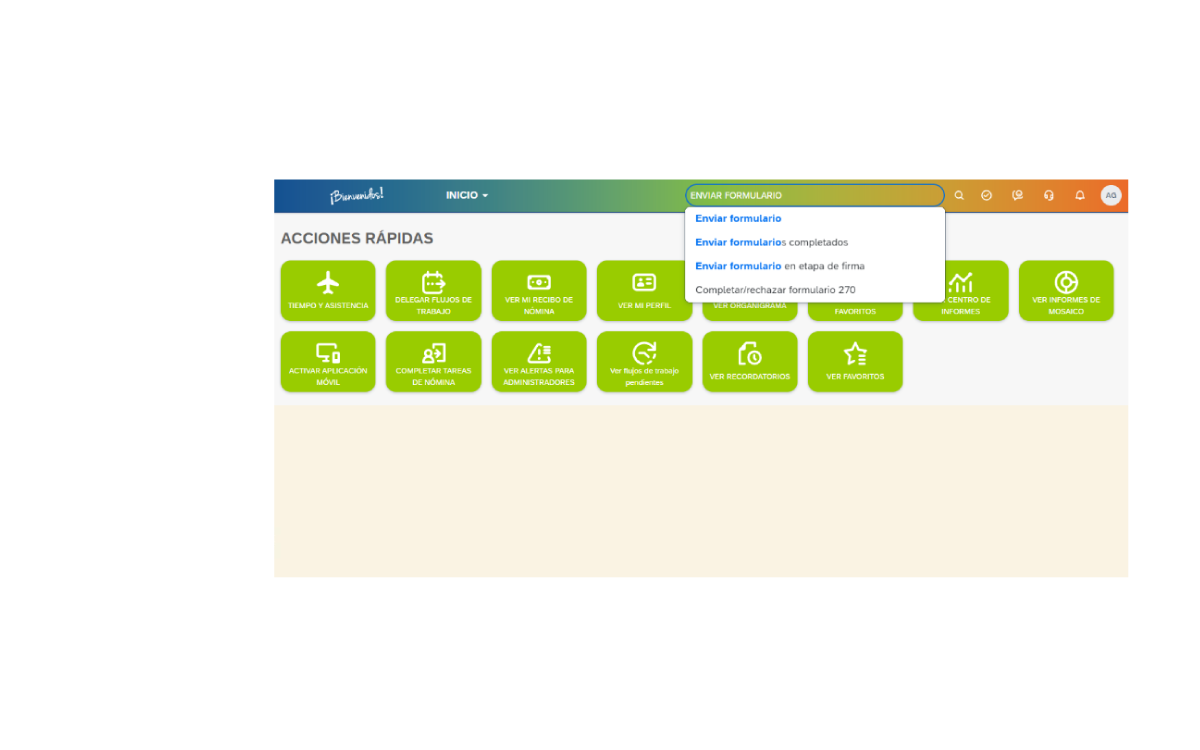 ¡Bienvenidos!
INICIO
ENVIAR FORMULARIO
AG
Enviar formulario
Enviar formularios completados
Enviar formulario en etapa de firma
Completar/rechazar formulario 270
ACCIONES RÁPIDAS
TIEMPO Y ASISTENCIA
DELEGAR FLUJOS DE
TRABAJO
VER MI RECIBO DE
NÓMINA
VER MI PERFIL
VER ORGANIGRAMA
FAVORITOS
CENTRO DE
INFORMES
VER INFORMES DE
MOSAICO
ACTIVAR APLICACIÓN
MÓVIL
COMPLETAR TAREAS
DE NÓMINA
VER ALERTAS PARA
ADMINISTRADORES
Ver flujos de trabajo
pendientes
VER RECORDATORIOS
VER FAVORITOS